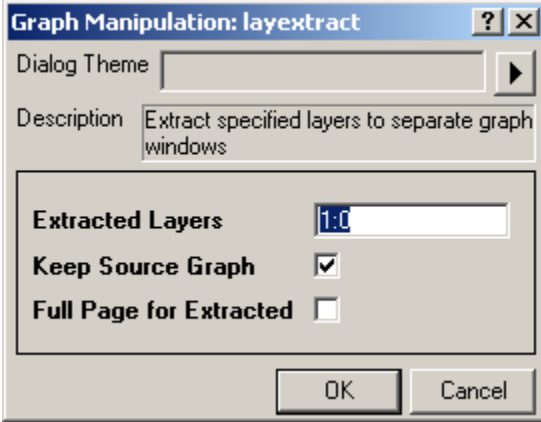 Graph Manipulation: layextract
Dialog Theme
Description Extract specified layers to separate graph
windows
Extracted Layers 1:0
Keep Source Graph
Full Page for Extracted
OK Cancel